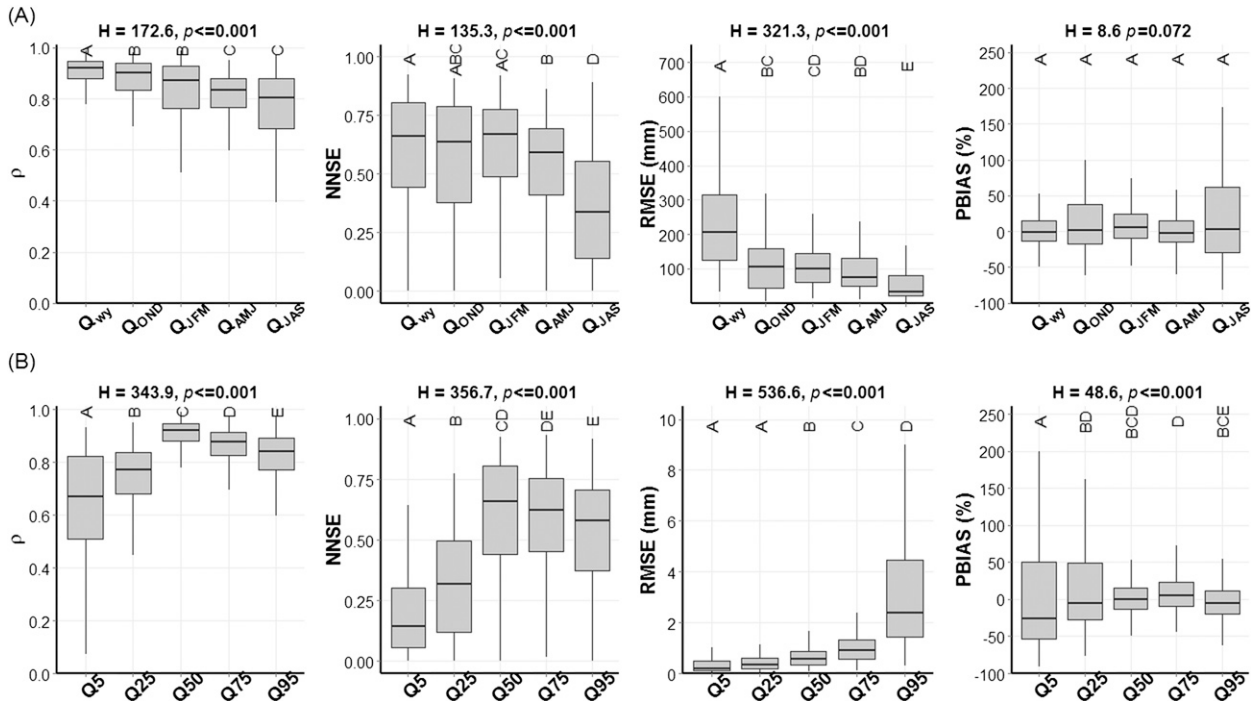 (A)
H = 172.6, p<=0.001
ρ
1.0
0.8
0.6
0.4
0.2
0.0
A B B C C
Qwy QOND QJFM QAMJ QJAS
H = 135.3, p<=0.001
NNSE
1.00
0.75
0.50
0.25
0.00
A ABC AC B D
Qwy QOND QJFM QAMJ QJAS
H = 321.3, p<=0.001
RMSE (mm)
700
600
500
400
300
200
100
A BC CD BD E
Qwy QOND QJFM QAMJ QJAS
H = 8.6 p=0.072
PBIAS (%)
250
200
150
100
50
0
-50
-100
A A A A A
Qwy QOND QJFM QAMJ QJAS
(B)
H = 343.9, p<=0.001
ρ
1.0
0.8
0.6
0.4
0.2
0.0
A B C D E
Q5 Q25 Q50 Q75 Q95
H = 356.7, p<=0.001
NNSE
1.00
0.75
0.50
0.25
0.00
A B CD DE E
Q5 Q25 Q50 Q75 Q95
H = 536.6, p<=0.001
RMSE (mm)
10
8
6
4
2
0
A A B C D
Q5 Q25 Q50 Q75 Q95
H = 48.6, p<=0.001
PBIAS (%)
250
200
150
100
50
0
-50
-100
A BD BCD D BCE
Q5 Q25 Q50 Q75 Q95